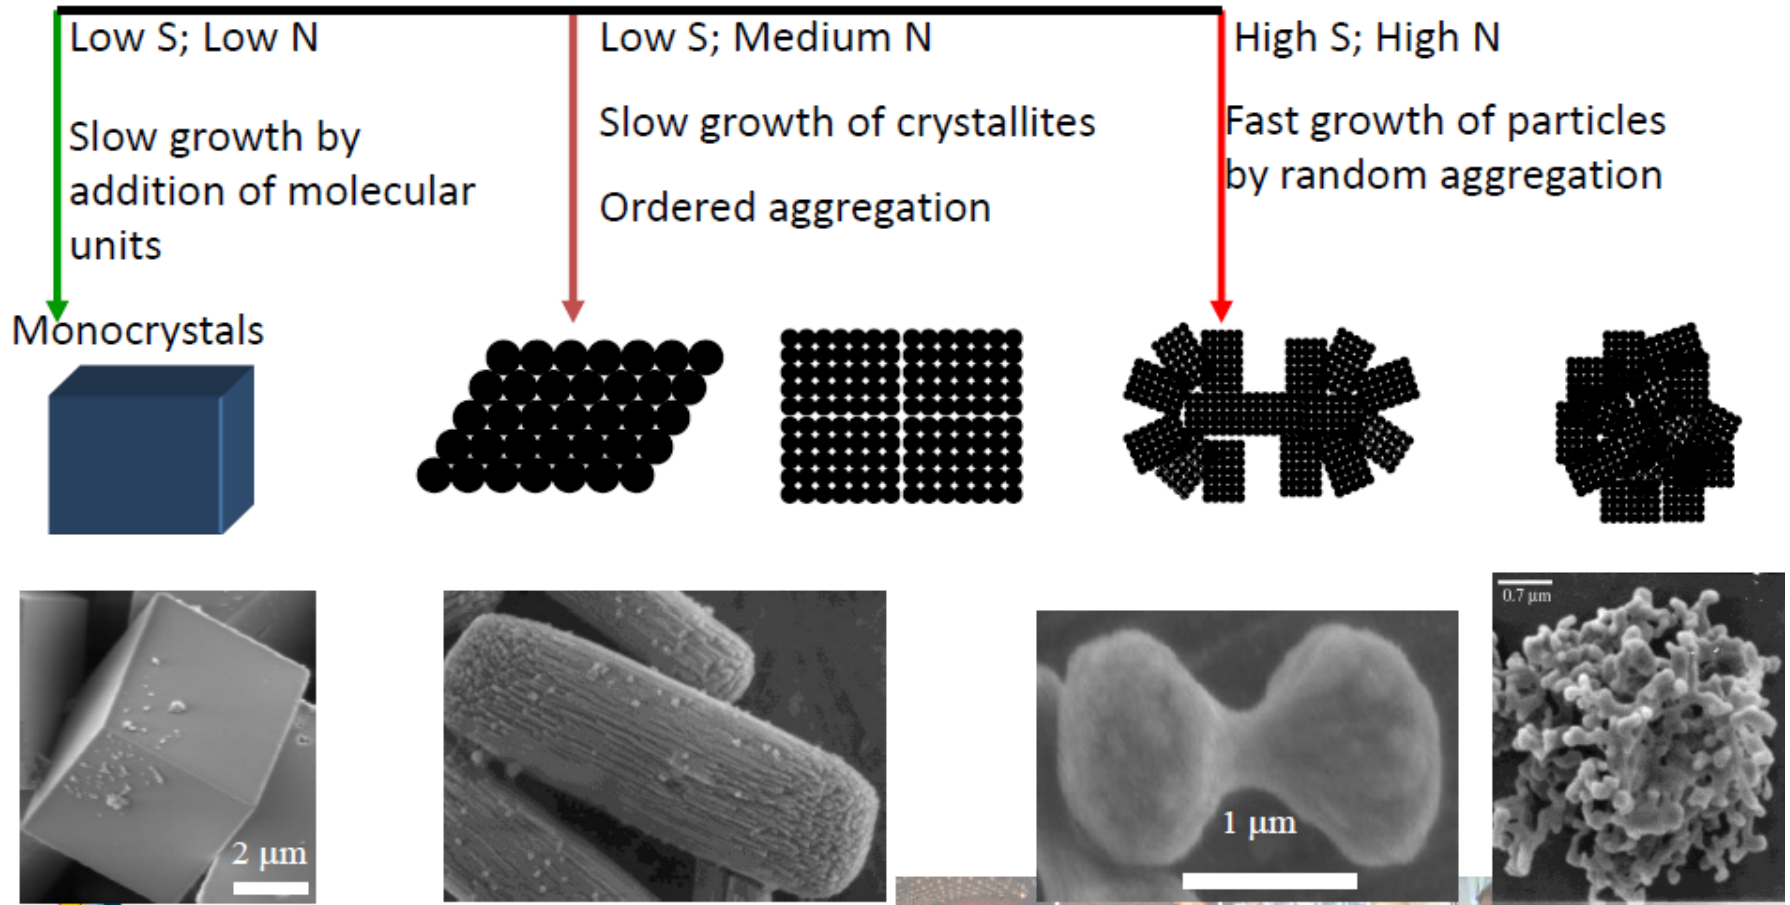 Low S; Low N
Slow growth by
addition of molecular
units
Monocrystals
Low S; Medium N
Slow growth of crystallites
Ordered aggregation
High S; High N
Fast growth of particles
by random aggregation
2 μm
1 μm
0.7 μm